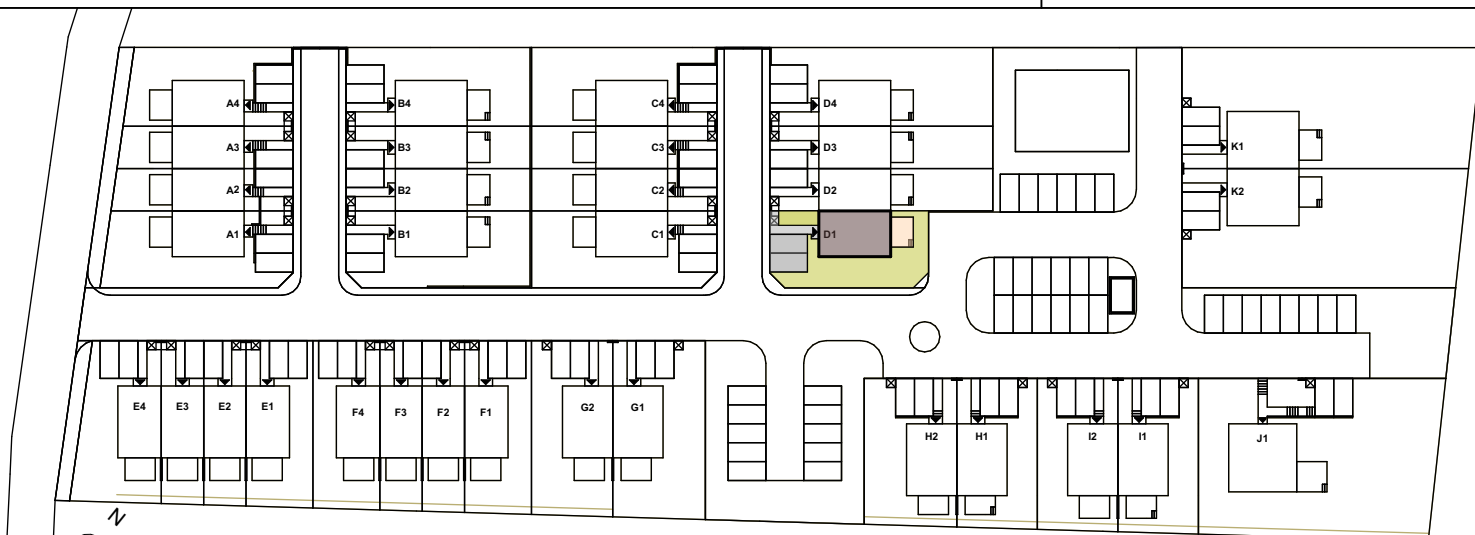 A4 B4 C4 D4
A3 B3 C3 D3 K1
A2 B2 C2 D2 K2
A1 B1 C1 D1
E4 E3 E2 E1 F4 F3 F2 F1 G2 G1
H2 H1 I2 I1 J1
N